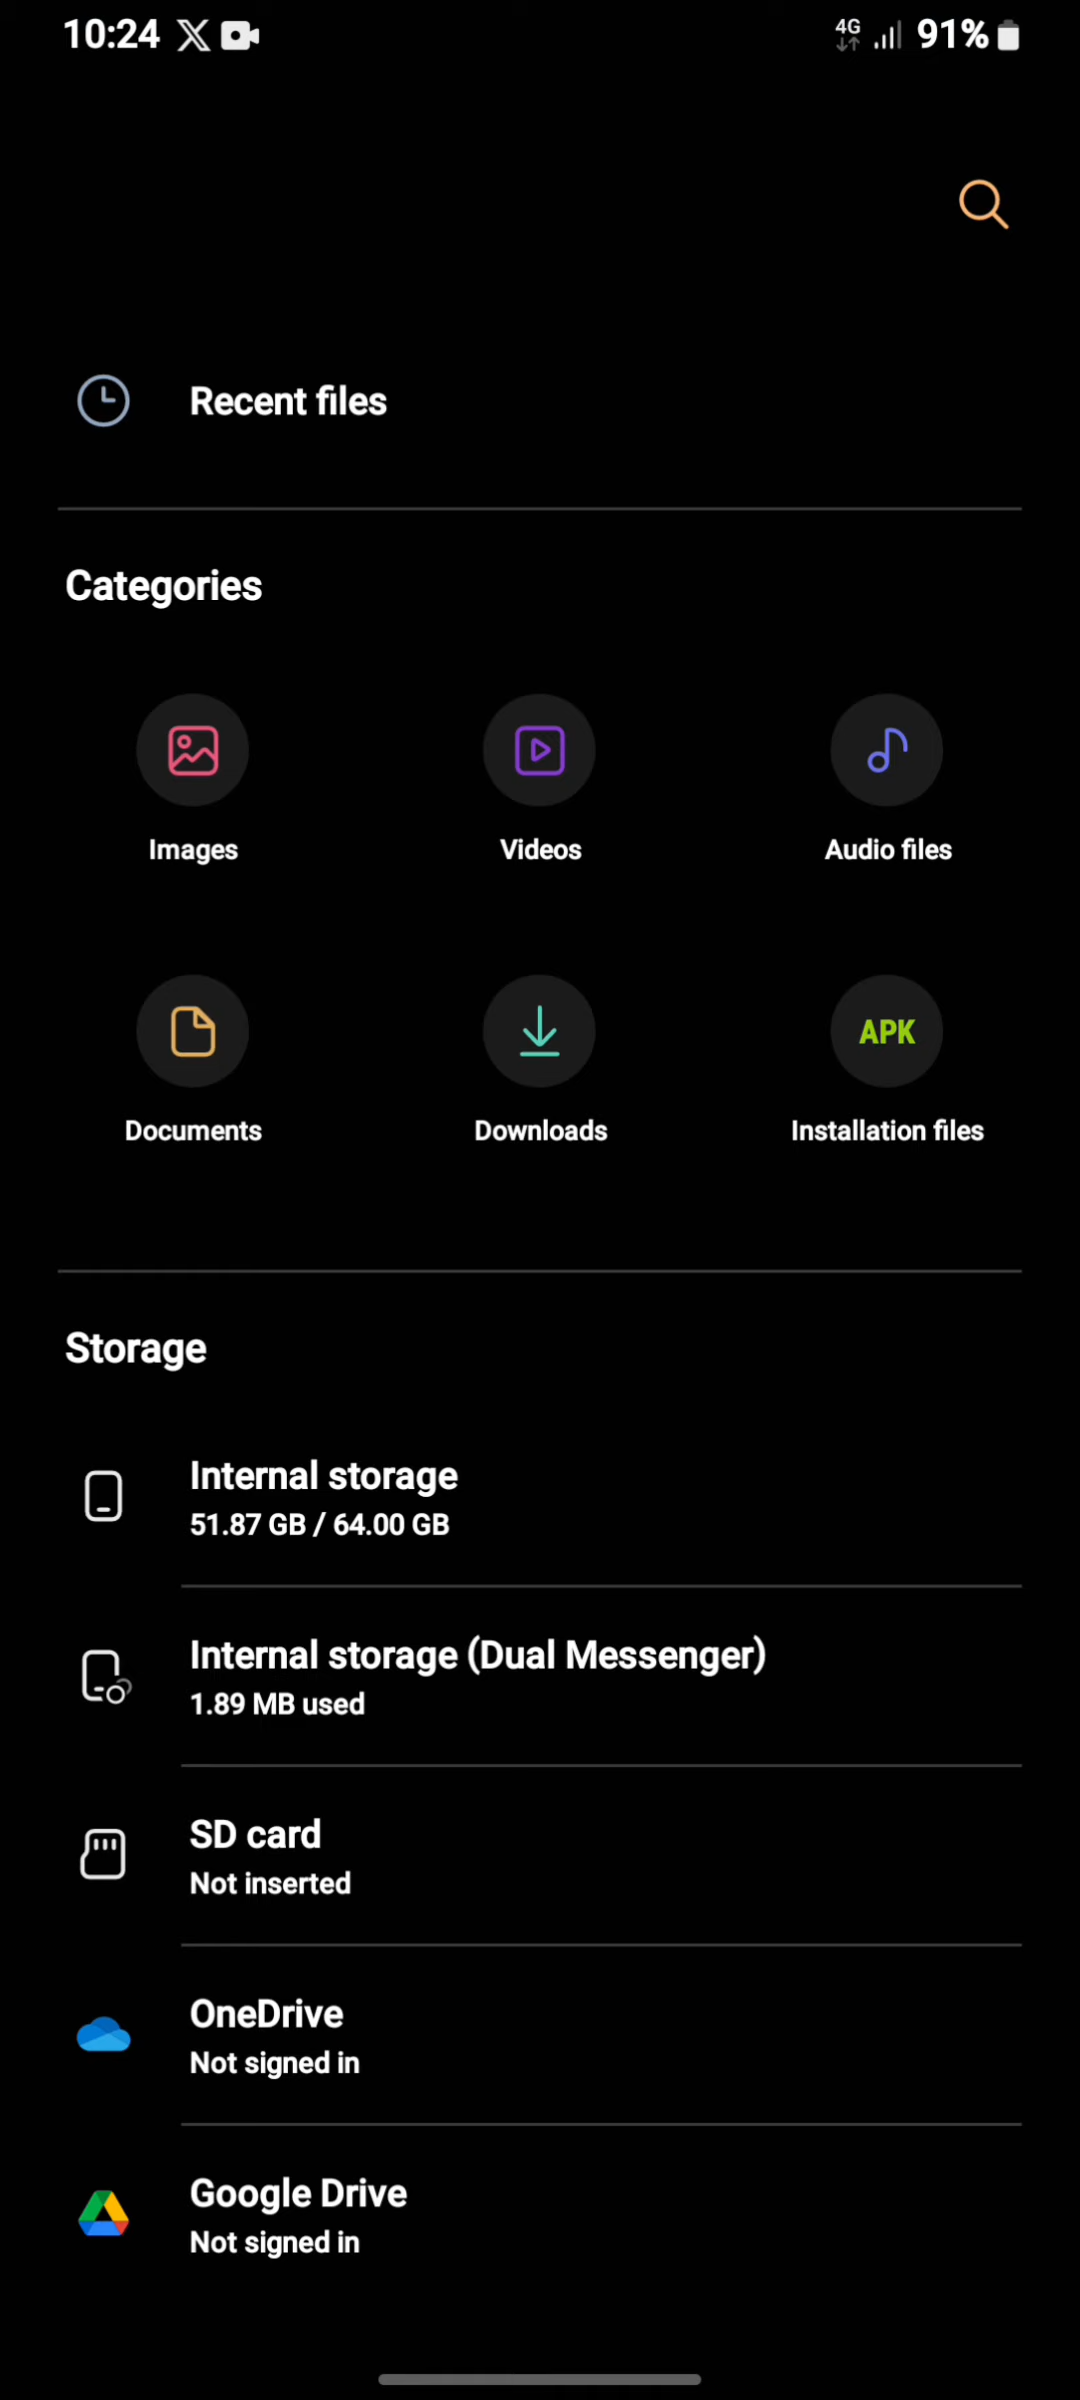 10:24
4G 91%
Recent files
Categories
Images Videos Audio files
APK
Documents Downloads Installation files
Storage
Internal storage
51.87 GB / 64.00 GB
Internal storage (Dual Messenger)
1.89 MB used
SD card
Not inserted
OneDrive
Not signed in
Google Drive
Not signed in